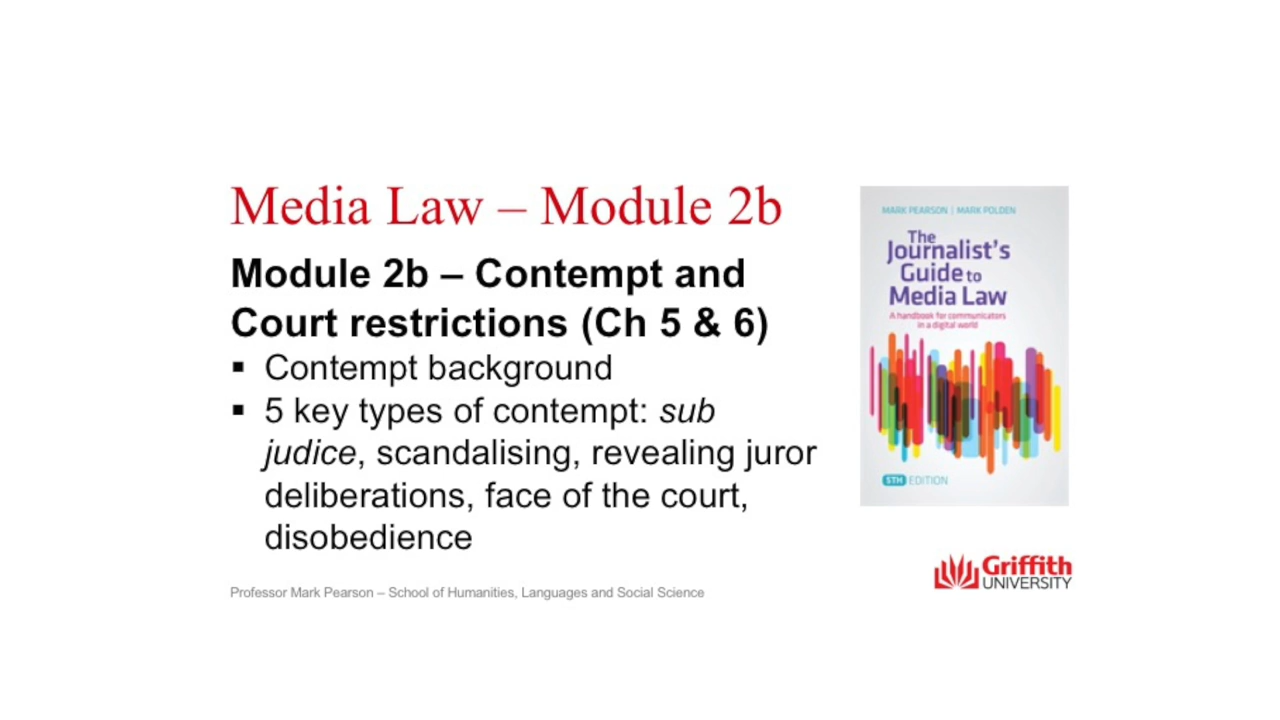 Media Law – Module 2b
Module 2b – Contempt and
Court restrictions (Ch 5 & 6)
▪ Contempt background
▪ 5 key types of contempt: sub
judice, scandalising, revealing juror
deliberations, face of the court,
disobedience
Professor Mark Pearson – School of Humanities, Languages and Social Science
MARK PEARSON | MARK POLDEN
The
Journalist's
Guide to
Media Law
A handbook for communicators
in a digital world
5TH EDITION
Griffith
UNIVERSITY